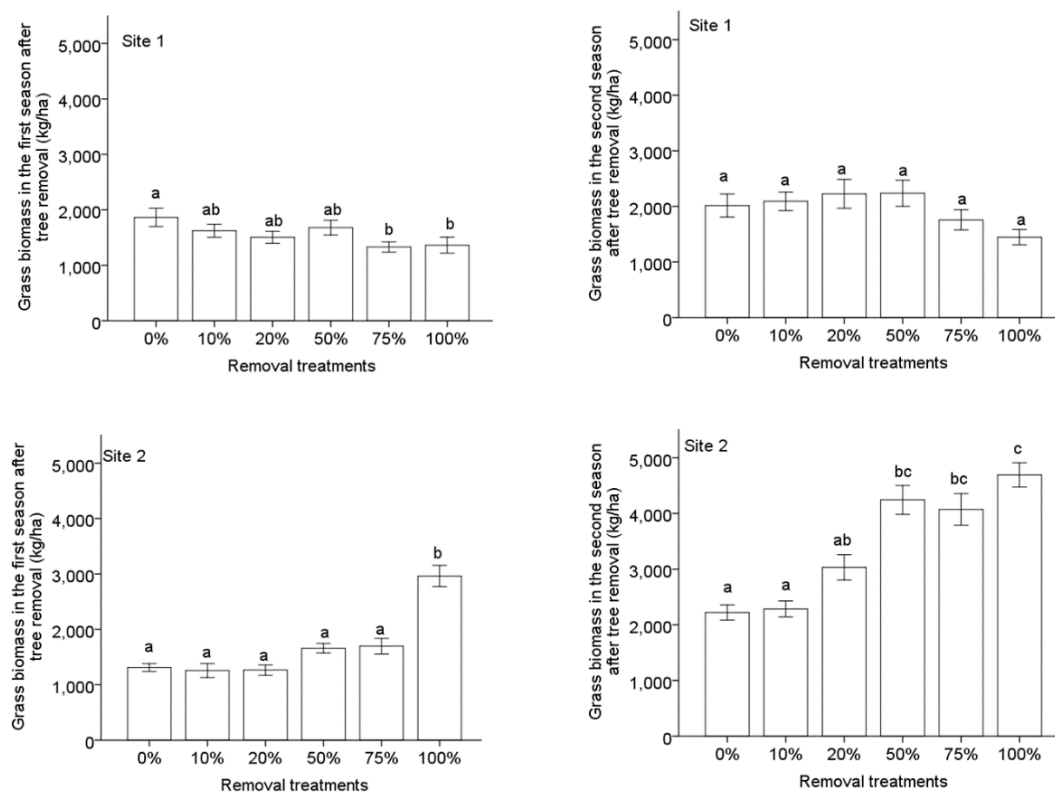 Site 1
Grass biomass in the first season after
tree removal (kg/ha)
5,000
4,000
3,000
2,000
1,000
0
a
ab
ab
ab
b
b
0%
10%
20%
50%
75%
100%
Removal treatments
Site 1
Grass biomass in the second season
after tree removal (kg/ha)
5,000
4,000
3,000
2,000
1,000
0
a
a
a
a
a
a
0%
10%
20%
50%
75%
100%
Removal treatments
Site 2
Grass biomass in the first season after
tree removal (kg/ha)
5,000
4,000
3,000
2,000
1,000
0
a
a
a
a
a
b
0%
10%
20%
50%
75%
100%
Removal treatments
Site 2
Grass biomass in the second season
after tree removal (kg/ha)
5,000
4,000
3,000
2,000
1,000
0
a
a
ab
bc
bc
c
0%
10%
20%
50%
75%
100%
Removal treatments